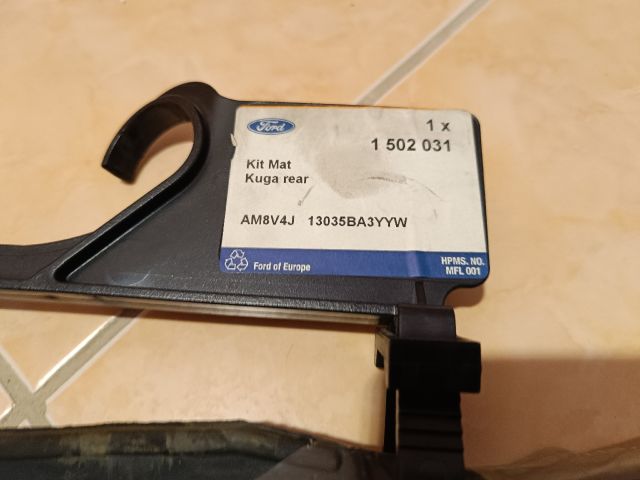 Ford
1 x
1 502 031
Kit Mat
Kuga rear
AM8V4J 13035BA3YYW
Ford of Europe
HPMS. NO.
MFL 001